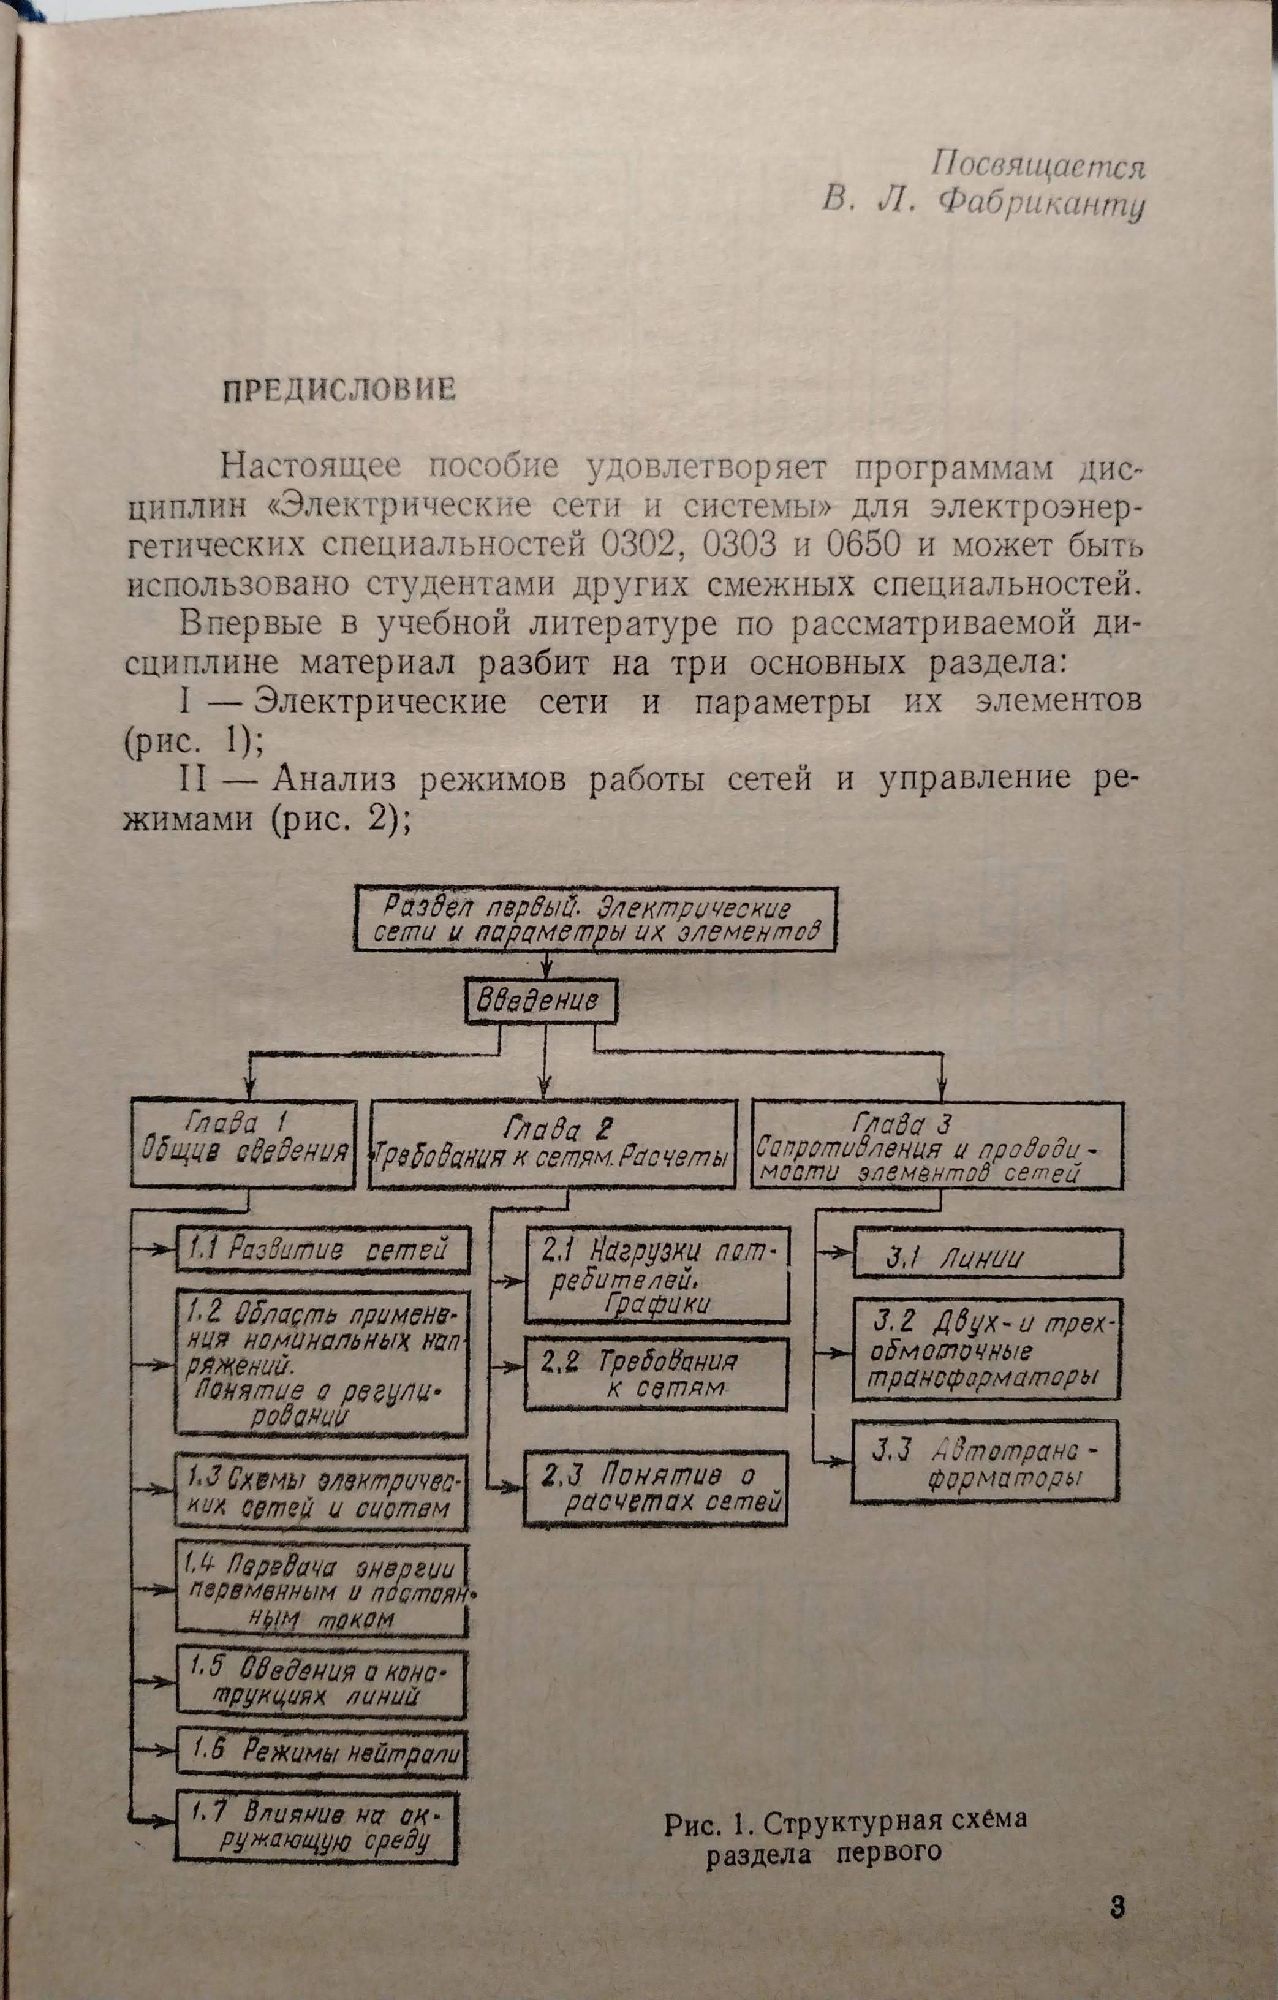 Посвящается
В. Л. Фабриканту
ПРЕДИСЛОВИЕ
Настоящее пособие удовлетворяет программам дис-
циплин «Электрические сети и системы» для электроэнер-
гетических специальностей 0302, 0303 и 0650 и может быть
использовано студентами других смежных специальностей.
Впервые в учебной литературе по рассматриваемой ди-
сциплине материал разбит на три основных раздела:
I — Электрические сети и параметры их элементов
(рис. 1);
II — Анализ режимов работы сетей и управление ре-
жимами (рис. 2);
Раздел первый. Электрические
сети и параметры их элементов
Введение
Глава 1
Общие сведения
Глава 2
Требования к сетям. Расчеты
Глава 3
Сопротивления и проводи-
мости элементов сетей
1.1 Развитие сетей
1.2 Область примене-
ния номинальных нап-
ряжений.
Понятие о регули-
ровании
1.3 Схемы электричес-
ких сетей и систем
1.4 Передача энергии
переменным и постоян-
ным током
1.5 Сведения о конс-
трукциях линий
1.6 Режимы нейтрали
1.7 Влияние на ок-
ружающую среду
2.1 Нагрузки пот-
ребителей.
Графики
2.2 Требования
к сетям
2.3 Понятие о
расчетах сетей
3.1 Линии
3.2 Двух- и трех-
обмоточные
трансформаторы
3.3 Автотранс-
форматоры
Рис. 1. Структурная схема
раздела первого
3